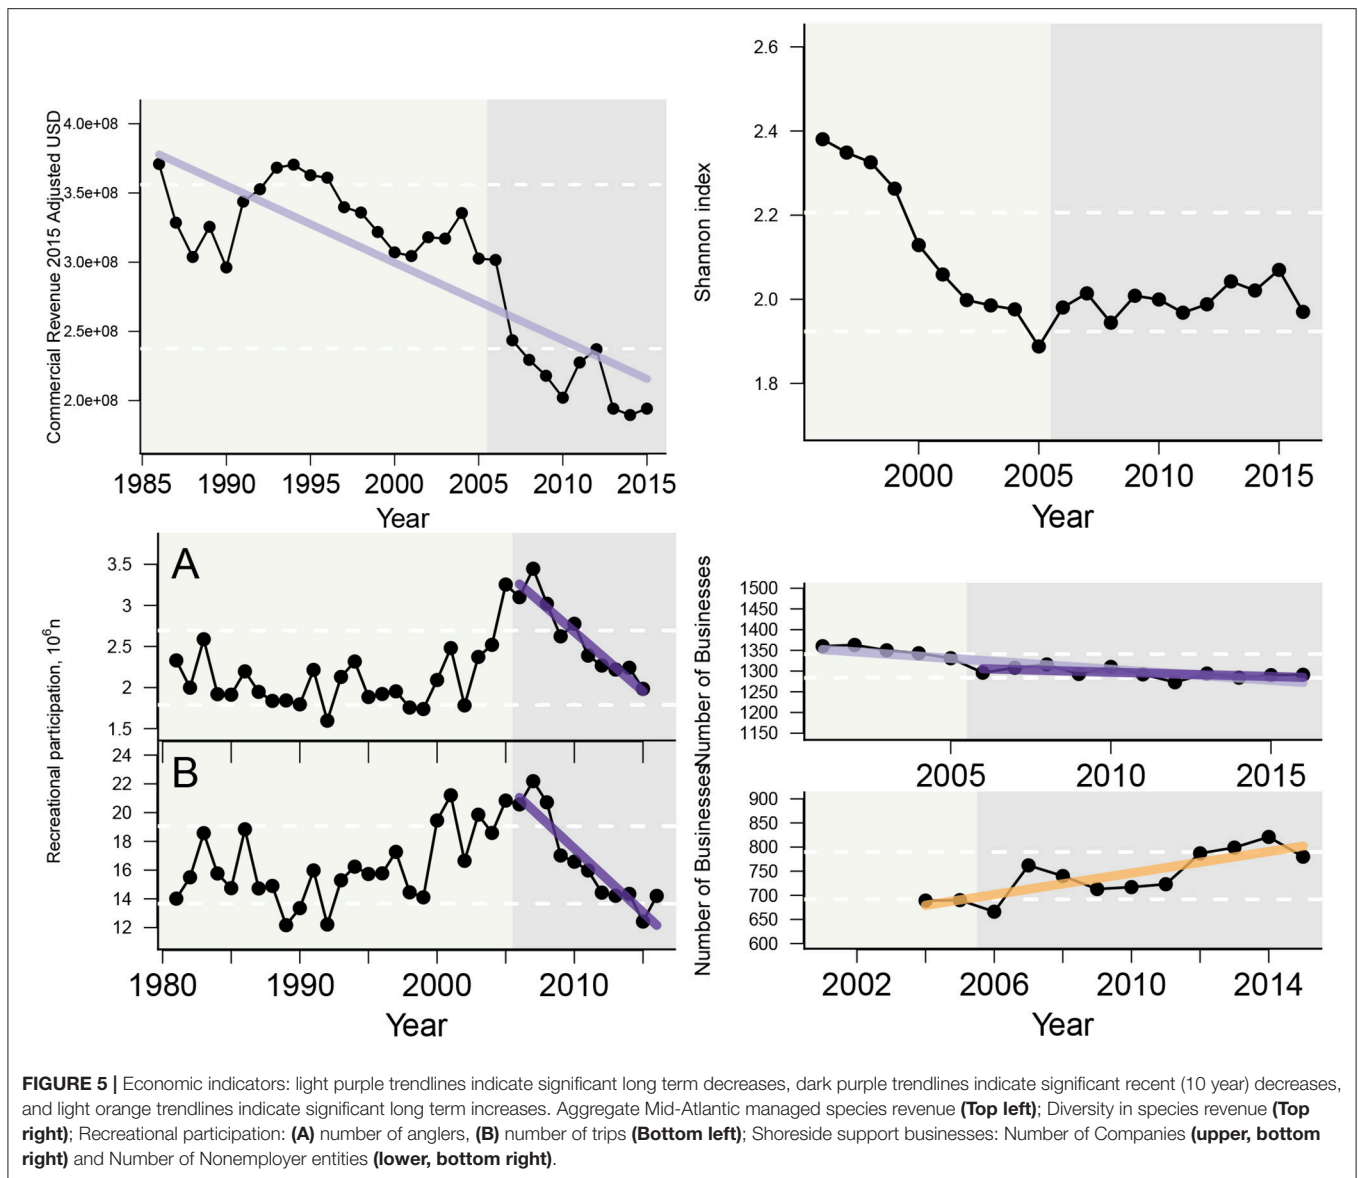 4.0e+08
3.5e+08
3.0e+08
2.5e+08
2.0e+08
Commercial Revenue 2015 Adjusted USD
1985 1990 1995 2000 2005 2010 2015
Year
2.6
2.4
2.2
2.0
1.8
Shannon index
2000 2005 2010 2015
Year
A
3.5
3
2.5
2
1.5
B
24
22
20
18
16
14
12
Recreational participation, 10⁶n
1980 1990 2000 2010
Year
1500
1450
1400
1350
1300
1250
1200
1150
Number of Businesses
2005 2010 2015
900
850
800
750
700
650
600
Number of Businesses
2002 2006 2010 2014
Year
FIGURE 5 | Economic indicators: light purple trendlines indicate significant long term decreases, dark purple trendlines indicate significant recent (10 year) decreases,
and light orange trendlines indicate significant long term increases. Aggregate Mid-Atlantic managed species revenue (Top left); Diversity in species revenue (Top
right); Recreational participation: (A) number of anglers, (B) number of trips (Bottom left); Shoreside support businesses: Number of Companies (upper, bottom
right) and Number of Nonemployer entities (lower, bottom right).